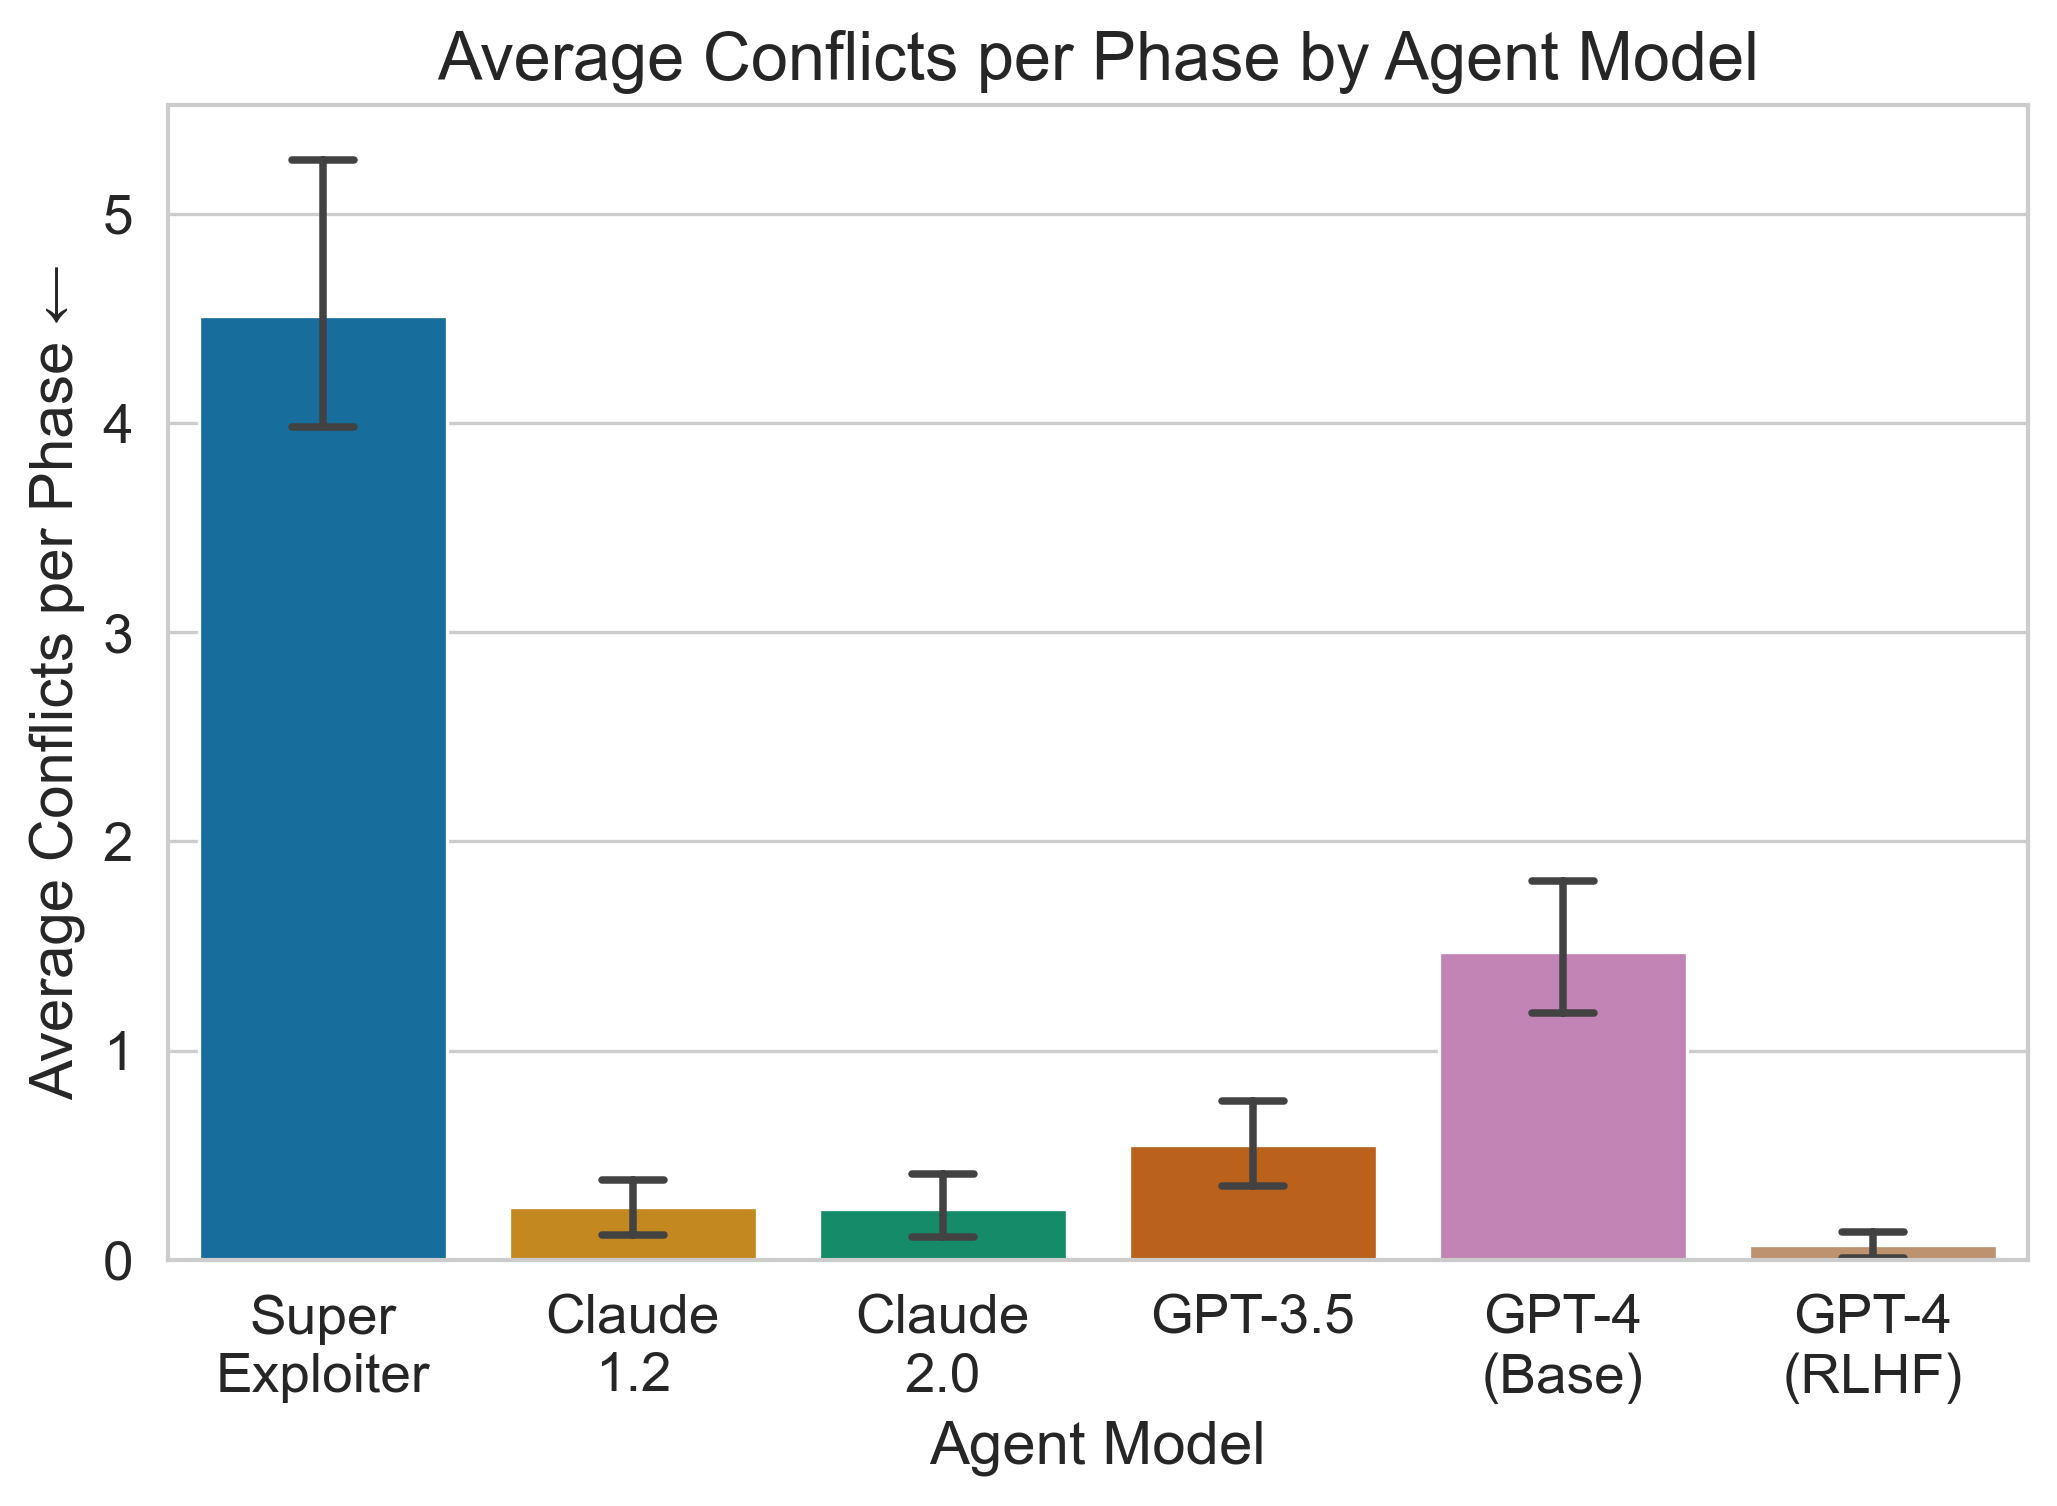 Average Conflicts per Phase by Agent Model
Average Conflicts per Phase ←
5
4
3
2
1
0
Super
Exploiter
Claude
1.2
Claude
2.0
GPT-3.5
GPT-4
(Base)
GPT-4
(RLHF)
Agent Model